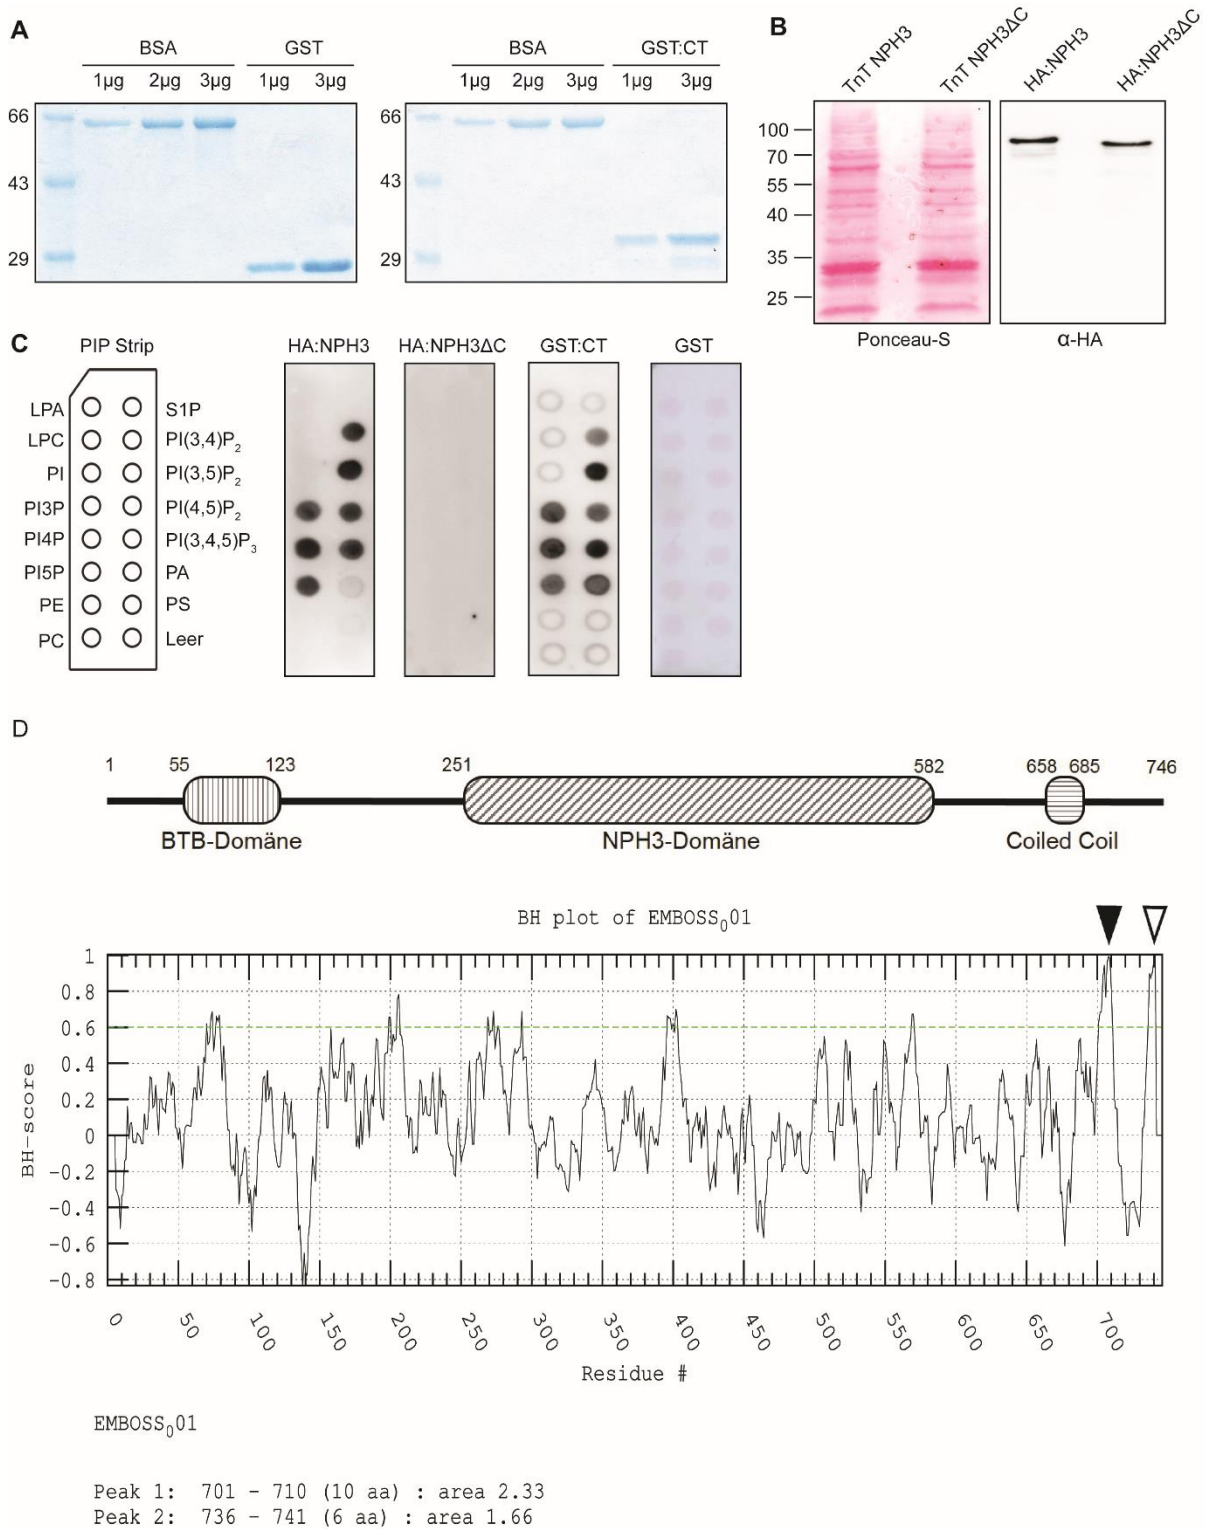 A
BSA GST
1µg 2µg 3µg 1µg 3µg
66
43
29
BSA GST:CT
1µg 2µg 3µg 1µg 3µg
66
43
29
B
TnT NPH3 TnT NPH3ΔC HA:NPH3 HA:NPH3ΔC
100
70
55
40
35
25
Ponceau-S α-HA
C
PIP Strip HA:NPH3 HA:NPH3ΔC GST:CT GST
LPA S1P
LPC PI(3,4)P2
PI PI(3,5)P2
PI3P PI(4,5)P2
PI4P PI(3,4,5)P3
PI5P PA
PE PS
PC Leer
D
1 55 123 251 582 658 685 746
BTB-Domäne NPH3-Domäne Coiled Coil
BH plot of EMBOSS001
1
0.8
0.6
0.4
0.2
0
-0.2
-0.4
-0.6
-0.8
BH-score
0 50 100 150 200 250 300 350 400 450 500 550 600 650 700
Residue #
EMBOSS001
Peak 1: 701 - 710 (10 aa) : area 2.33
Peak 2: 736 - 741 (6 aa) : area 1.66